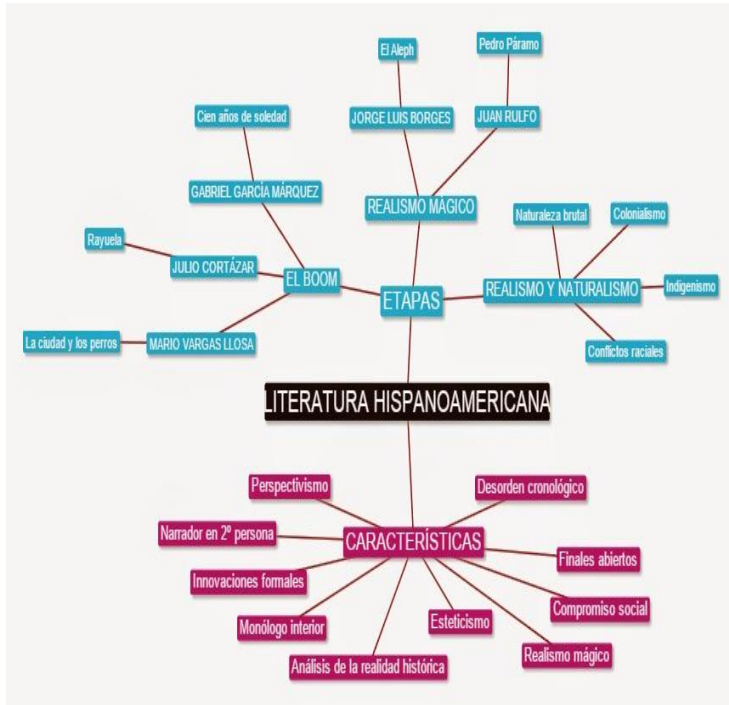 El Aleph
Pedro Páramo
Cien años de soledad
JORGE LUIS BORGES
JUAN RULFO
GABRIEL GARCÍA MÁRQUEZ
REALISMO MÁGICO
Naturaleza brutal
Colonialismo
Rayuela
JULIO CORTÁZAR
EL BOOM
ETAPAS
REALISMO Y NATURALISMO
Indigenismo
La ciudad y los perros
MARIO VARGAS LLOSA
Conflictos raciales
LITERATURA HISPANOAMERICANA
Perspectivismo
Desorden cronológico
Narrador en 2º persona
CARACTERÍSTICAS
Finales abiertos
Innovaciones formales
Compromiso social
Monólogo interior
Esteticismo
Realismo mágico
Análisis de la realidad histórica